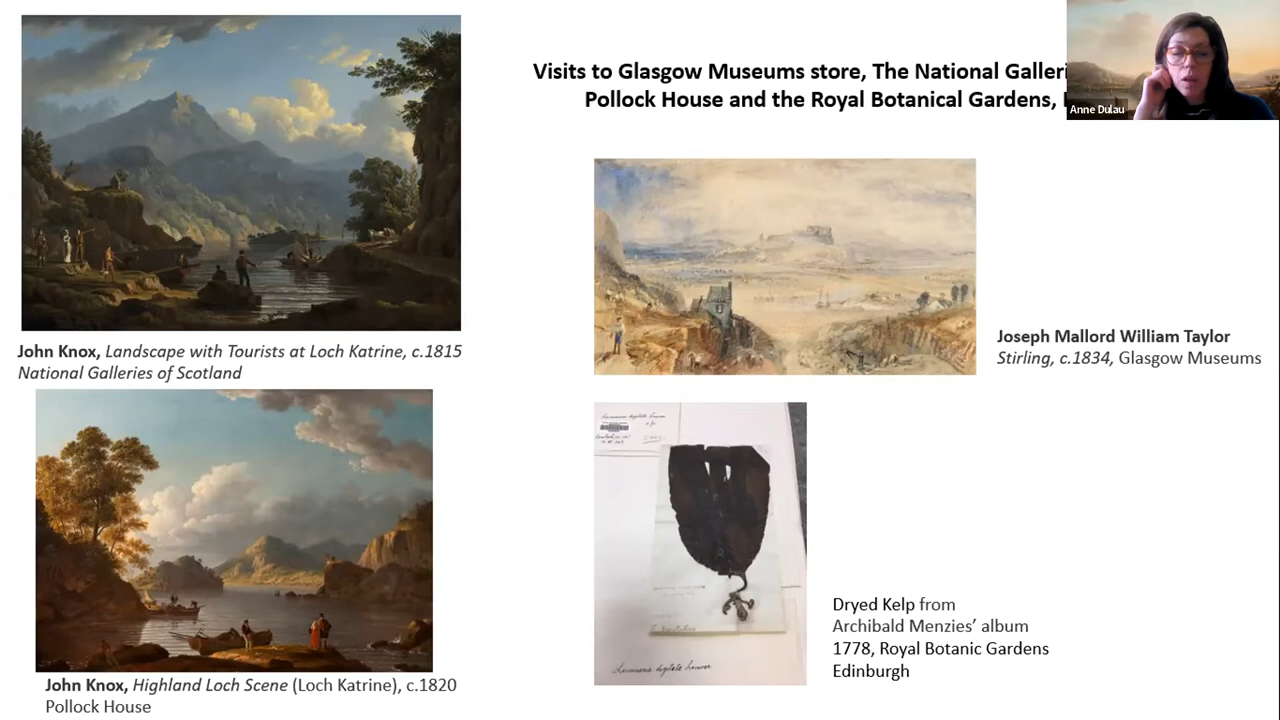 Visits to Glasgow Museums store, The National Galleri
Pollock House and the Royal Botanical Gardens,
Anne Dulau
John Knox, Landscape with Tourists at Loch Katrine, c.1815
National Galleries of Scotland
Joseph Mallord William Taylor
Stirling, c.1834, Glasgow Museums
John Knox, Highland Loch Scene (Loch Katrine), c.1820
Pollock House
Dryed Kelp from
Archibald Menzies’ album
1778, Royal Botanic Gardens
Edinburgh